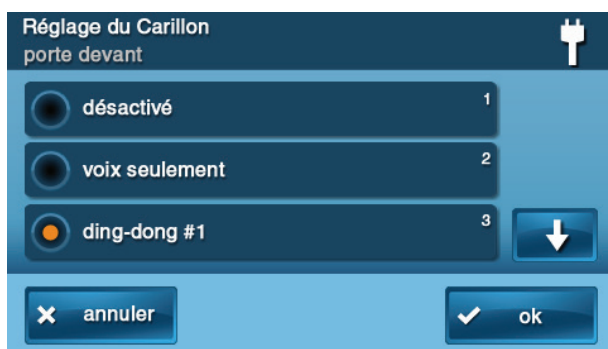 Réglage du Carillon
porte devant
désactivé 1
voix seulement 2
ding-dong #1 3
annuler ok